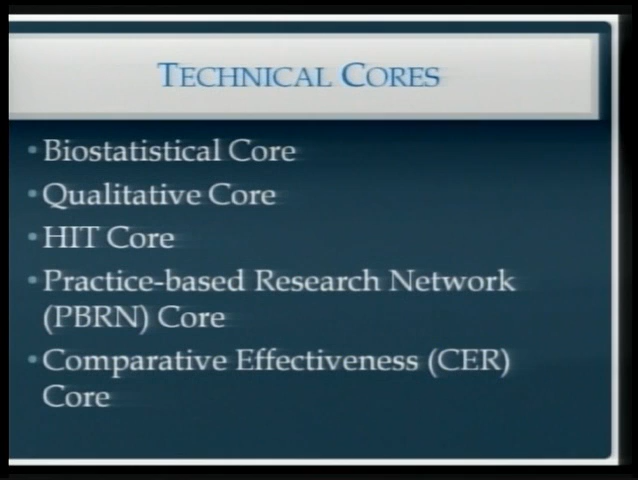 TECHNICAL CORES
• Biostatistical Core
• Qualitative Core
• HIT Core
• Practice-based Research Network
(PBRN) Core
• Comparative Effectiveness (CER)
Core